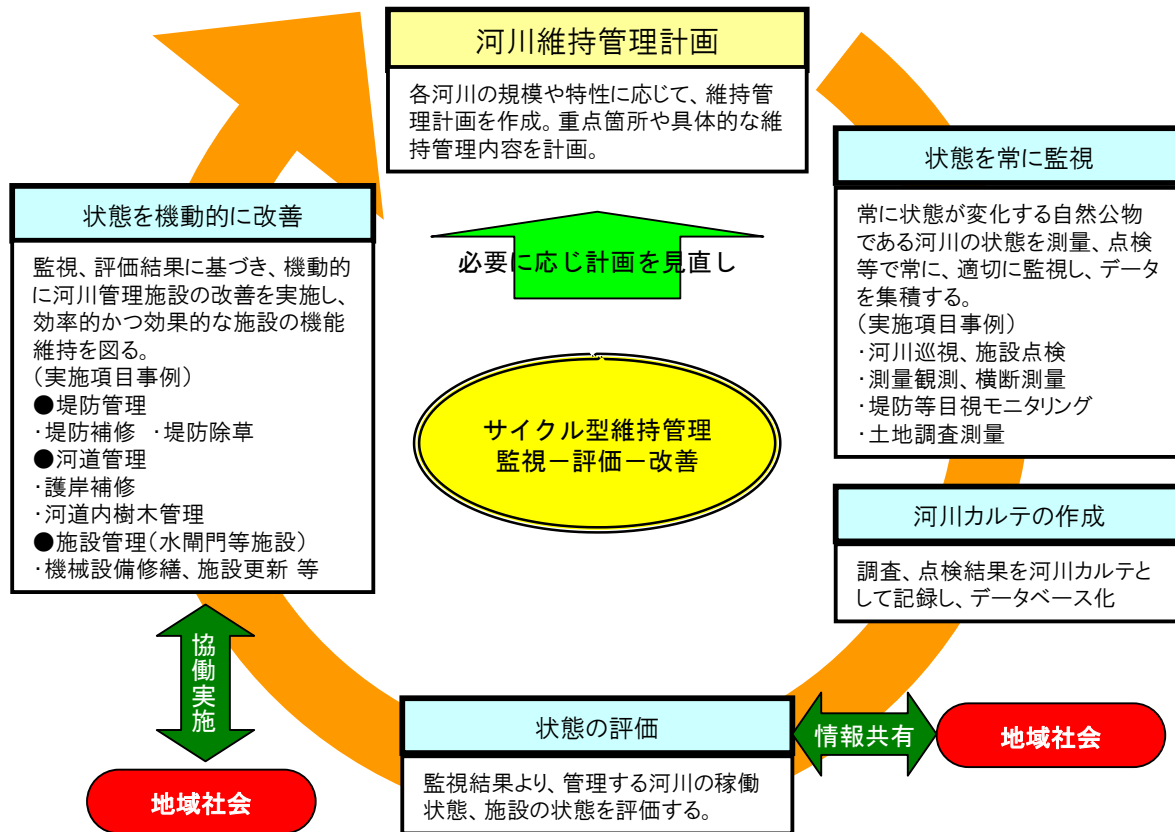 河川維持管理計画
各河川の規模や特性に応じて、維持管
理計画を作成。重点箇所や具体的な維
持管理内容を計画。
状態を常に監視
常に状態が変化する自然公物
である河川の状態を測量、点検
等で常に、適切に監視し、データ
を集積する。
(実施項目事例)
・河川巡視、施設点検
・測量観測、横断測量
・堤防等目視モニタリング
・土地調査測量
河川カルテの作成
調査、点検結果を河川カルテと
して記録し、データベース化
状態の評価
監視結果より、管理する河川の稼働
状態、施設の状態を評価する。
情報共有
地域社会
状態を機動的に改善
監視、評価結果に基づき、機動的
に河川管理施設の改善を実施し、
効率的かつ効果的な施設の機能
維持を図る。
(実施項目事例)
●堤防管理
・堤防補修 ・堤防除草
●河道管理
・護岸補修
・河道内樹木管理
●施設管理(水閘門等施設)
・機械設備修繕、施設更新 等
協働実施
地域社会
必要に応じ計画を見直し
サイクル型維持管理
監視-評価-改善